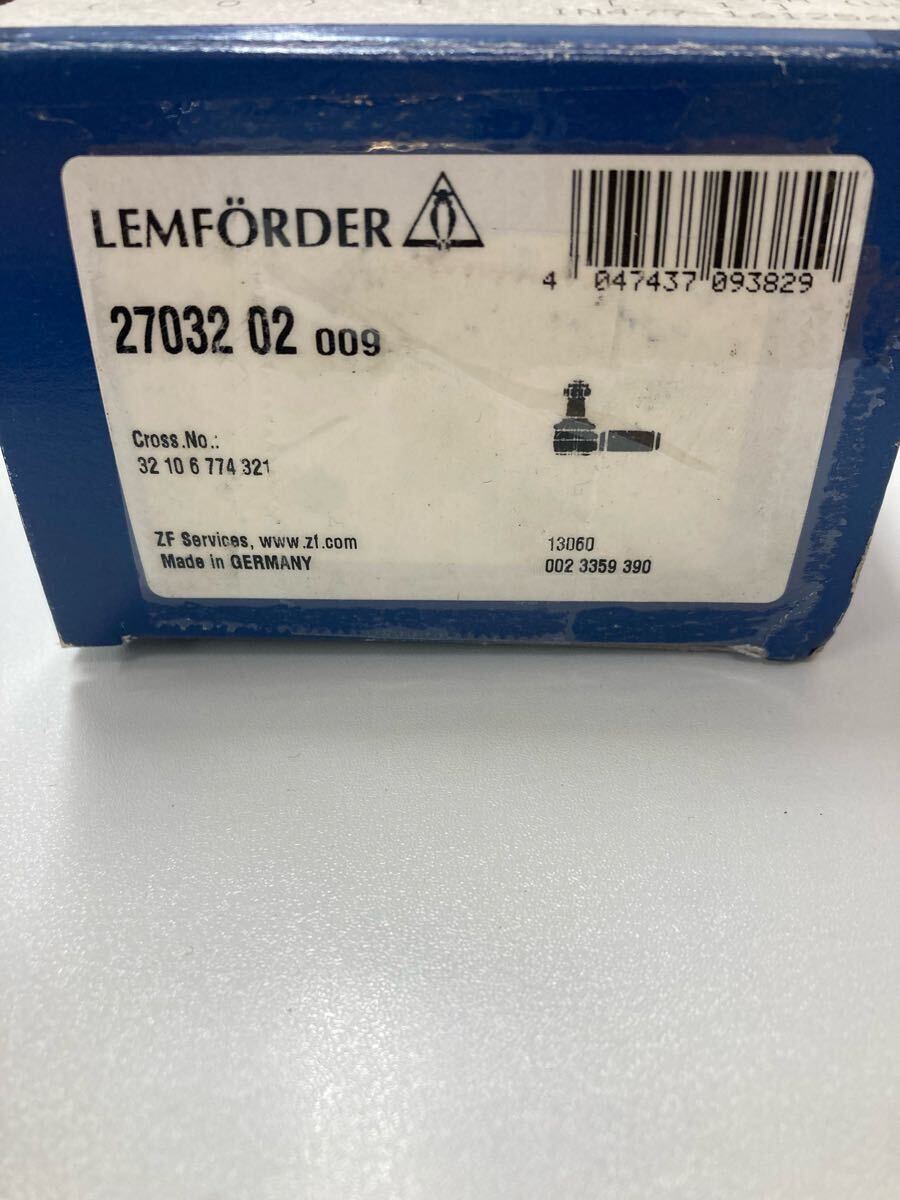 LEMFÖRDER
4 047437 093829
27032 02 009
Cross.No.:
32 10 6 774 321
ZF Services, www.zf.com
Made in GERMANY
13060
002 3359 390